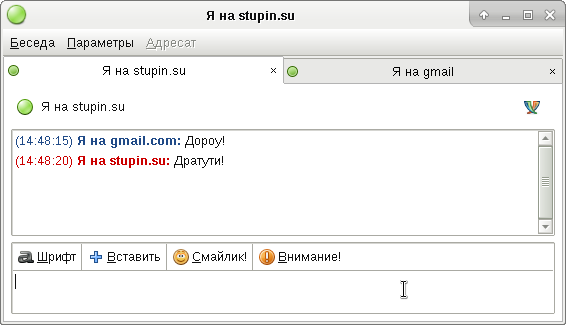 Я на stupin.su
Беседа Параметры Адресат
Я на stupin.su × Я на gmail ×
Я на stupin.su
(14:48:15) Я на gmail.com: Дороу!
(14:48:20) Я на stupin.su: Дратути!
Шрифт Вставить Смайлик! Внимание!